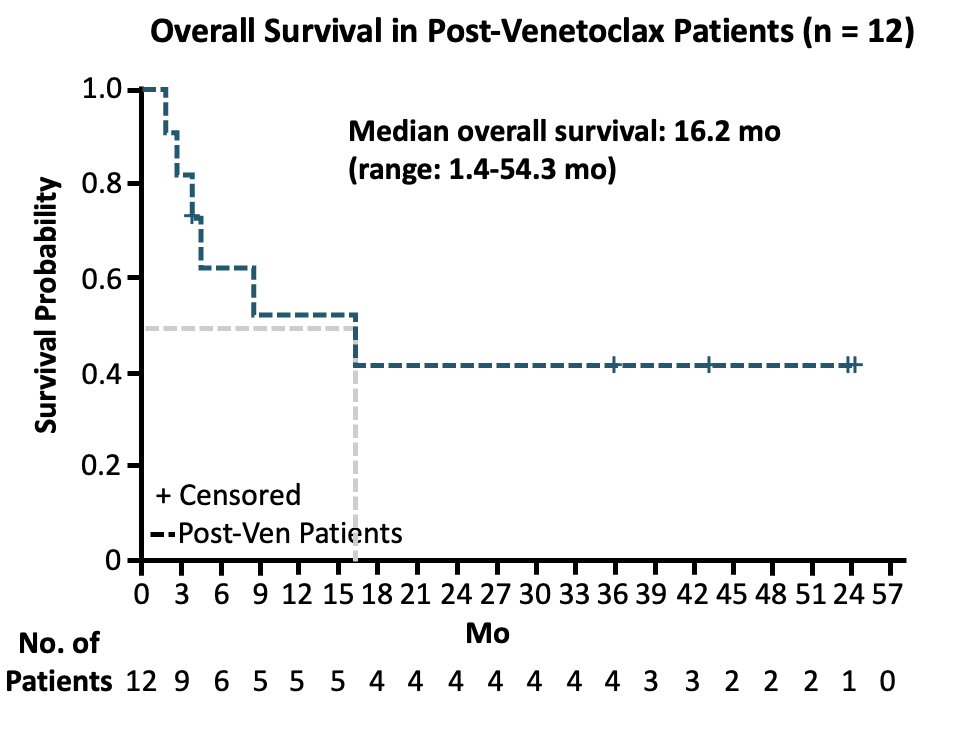 Overall Survival in Post-Venetoclax Patients (n = 12)
1.0
Median overall survival: 16.2 mo
(range: 1.4-54.3 mo)
0.8
0.6
0.4
0.2
0
Survival Probability
+ Censored
Post-Ven Patients
0 3 6 9 12 15 18 21 24 27 30 33 36 39 42 45 48 51 24 57
Mo
No. of
Patients 12 9 6 5 5 5 4 4 4 4 4 4 4 3 3 2 2 2 1 0